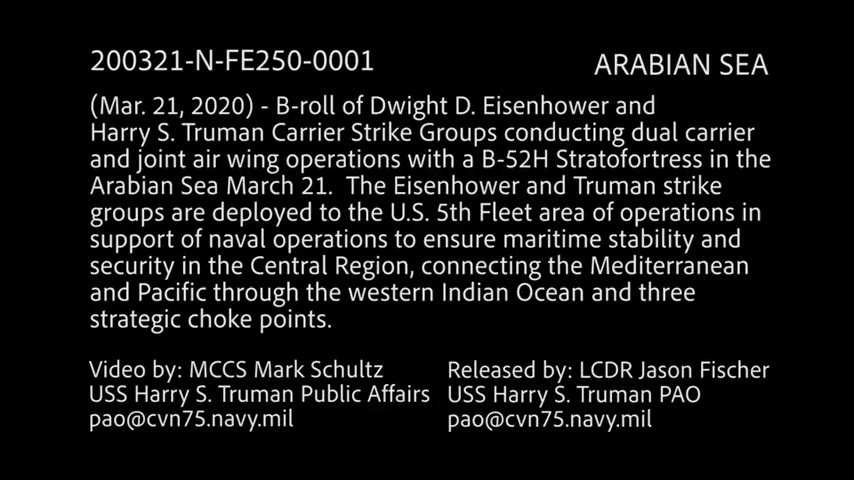 200321-N-FE250-0001
ARABIAN SEA
(Mar. 21, 2020) - B-roll of Dwight D. Eisenhower and
Harry S. Truman Carrier Strike Groups conducting dual carrier
and joint air wing operations with a B-52H Stratofortress in the
Arabian Sea March 21.  The Eisenhower and Truman strike
groups are deployed to the U.S. 5th Fleet area of operations in
support of naval operations to ensure maritime stability and
security in the Central Region, connecting the Mediterranean
and Pacific through the western Indian Ocean and three
strategic choke points.
Video by: MCCS Mark Schultz
USS Harry S. Truman Public Affairs
pao@cvn75.navy.mil
Released by: LCDR Jason Fischer
USS Harry S. Truman PAO
pao@cvn75.navy.mil